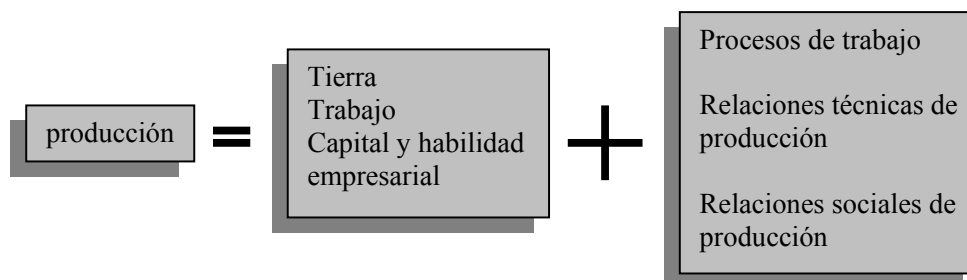 producción
=
Tierra
Trabajo
Capital y habilidad
empresarial
+
Procesos de trabajo
Relaciones técnicas de
producción
Relaciones sociales de
producción